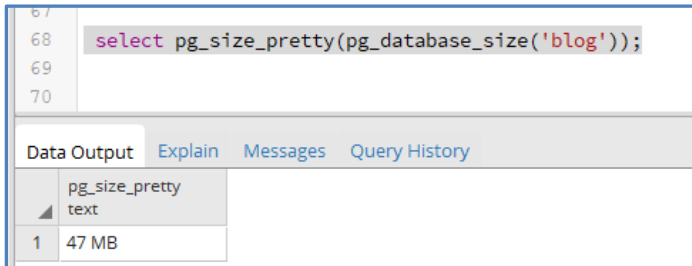 67
68 select pg_size_pretty(pg_database_size('blog'));
69
70
Data Output Explain Messages Query History
pg_size_pretty
text
1 47 MB